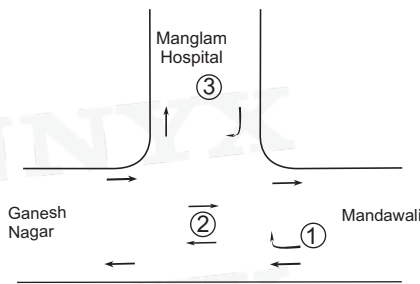 Manglam
Hospital
③
Ganesh
Nagar
②
①
Mandawali